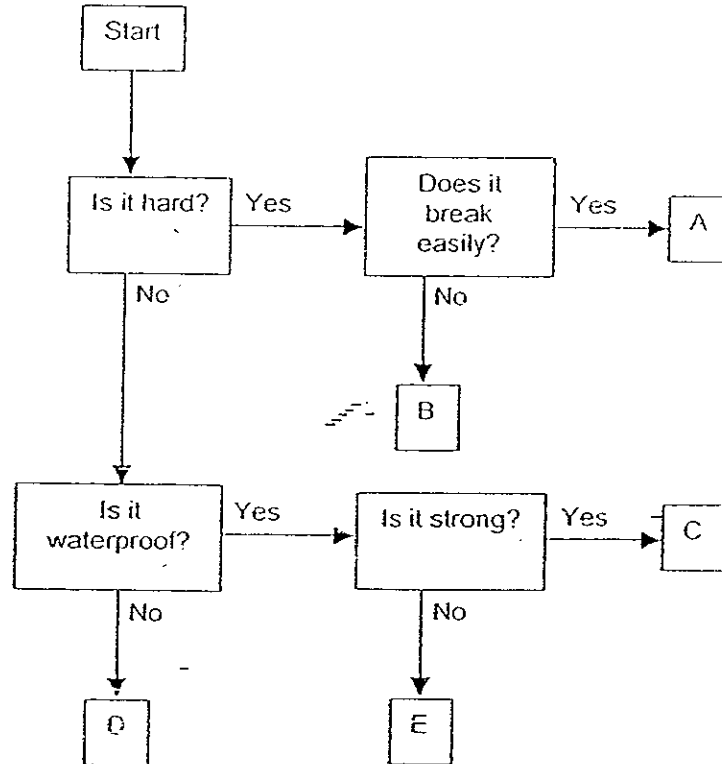 Start
Is it hard?
Yes
Does it
break
easily?
Yes
A
No
No
B
Is it
waterproof?
Yes
Is it strong?
Yes
C
No
No
D
E